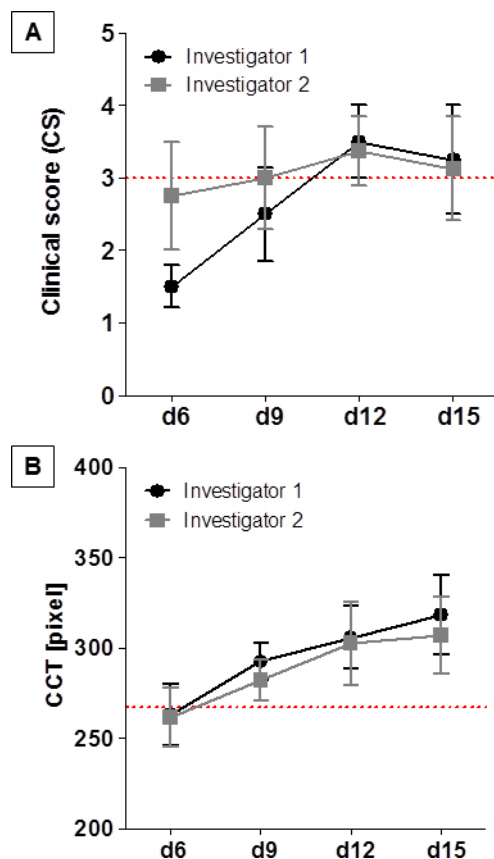 A
Clinical score (CS)
5
4
3
2
1
0
Investigator 1
Investigator 2
d6 d9 d12 d15
B
CCT [pixel]
400
350
300
250
200
Investigator 1
Investigator 2
d6 d9 d12 d15